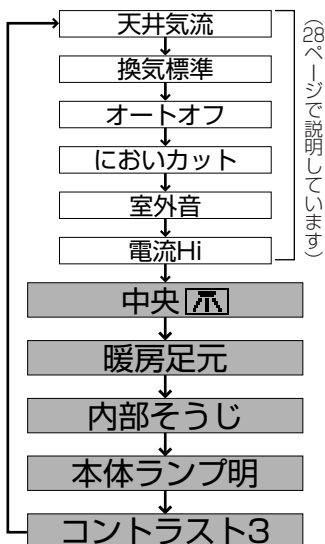 天井気流
換気標準
オートオフ
においカット
室外音
電流Hi
(28ページで説明しています)
中央
暖房足元
内部そうじ
本体ランプ明
コントラスト3